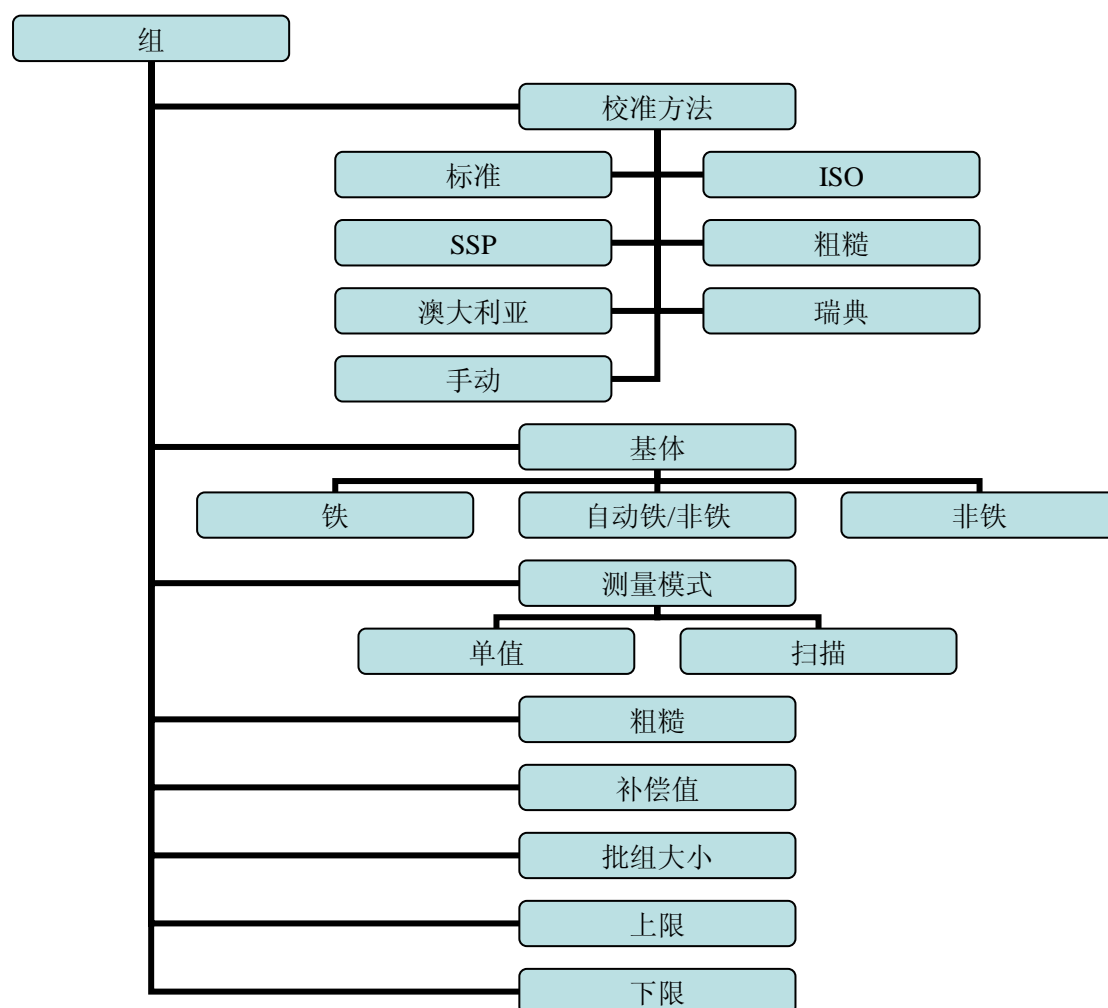 组
校准方法
标准
ISO
SSP
粗糙
澳大利亚
瑞典
手动
基体
铁
自动铁/非铁
非铁
测量模式
单值
扫描
粗糙
补偿值
批组大小
上限
下限